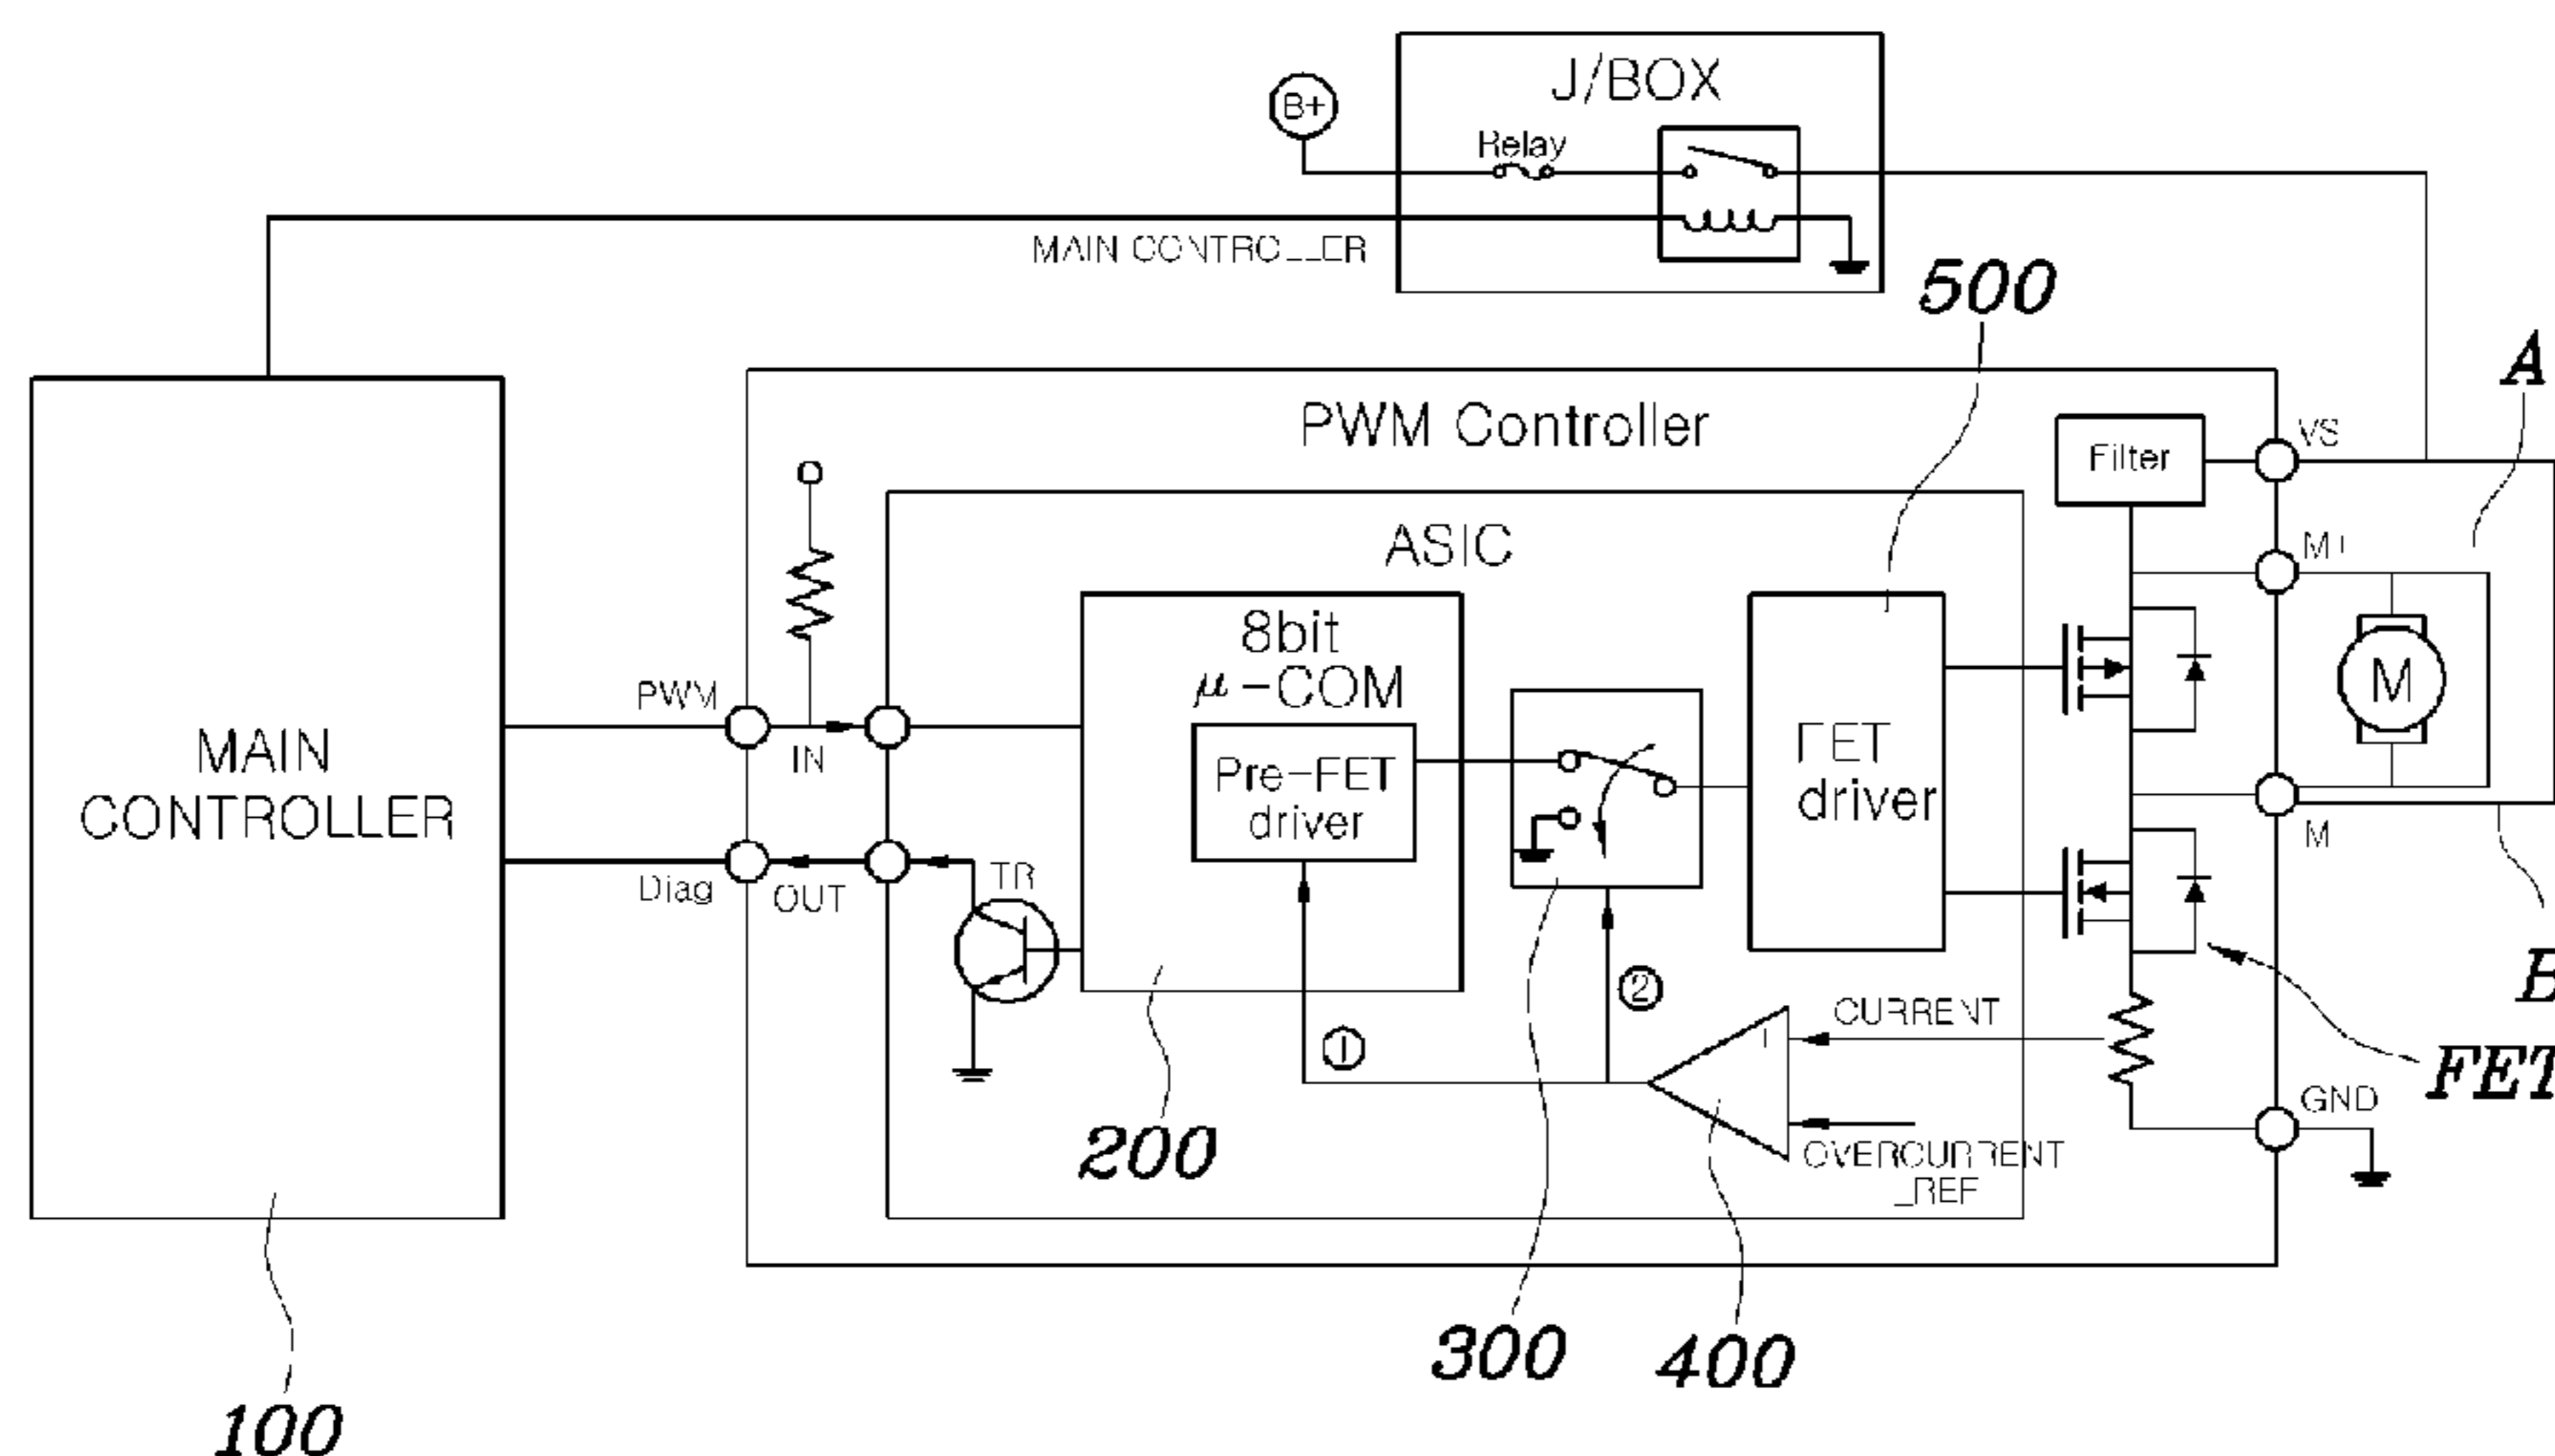 J/BOX
B+
Relay
MAIN CONTROLLER
500
A
PWM Controller
VS
Filter
ASIC
M+
8bit
μ-COM
M
PWM
IN
MAIN
CONTROLLER
Pre-FET
driver
FET
driver
M
Diag
OUT
TR
B
②
CURRENT
①
FET
GND
200
OVERCURRENT
_REF
300
400
100